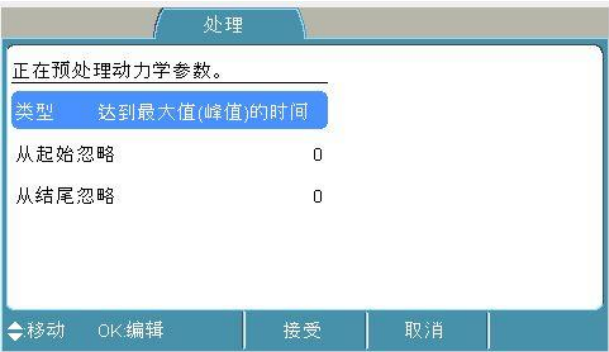 处理
正在预处理动力学参数。
类型 达到最大值(峰值)的时间
从起始忽略 0
从结尾忽略 0
移动 OK:编辑 接受 取消